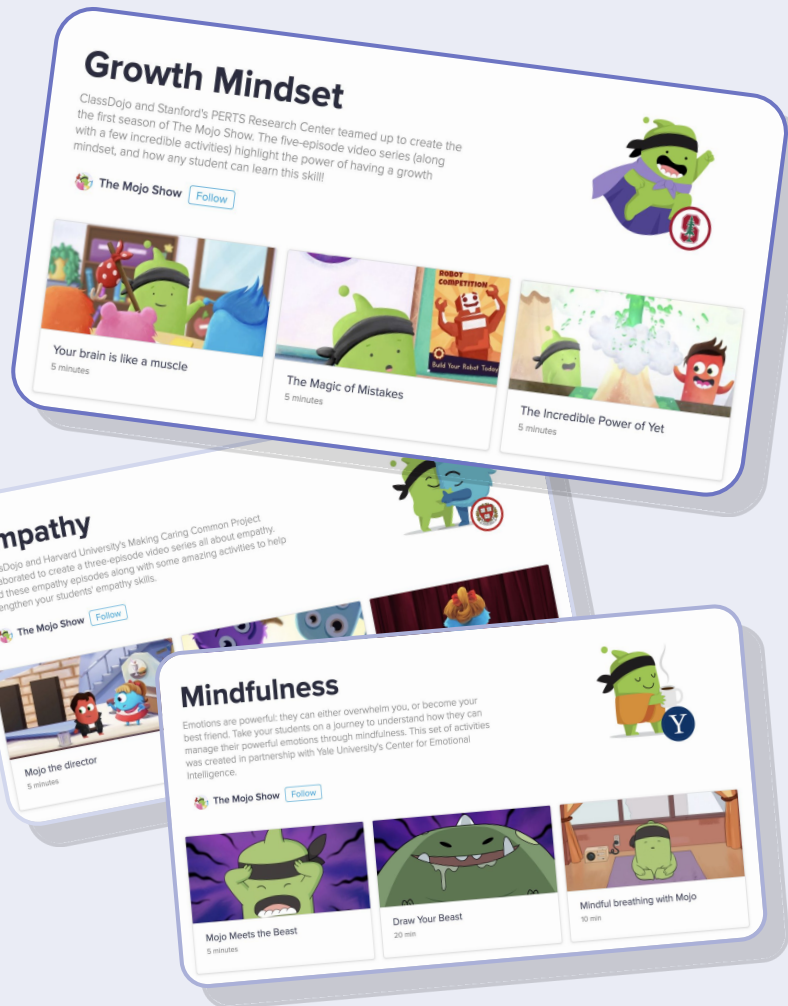 Growth Mindset
ClassDojo and Stanford's PERTS Research Center teamed up to create the
the first season of The Mojo Show. The five-episode video series (along
with a few incredible activities) highlight the power of having a growth
mindset, and how any student can learn this skill!
The Mojo Show
Follow
ROBOT
COMPETITION
Build Your Robot Today
Your brain is like a muscle
5 minutes
The Magic of Mistakes
5 minutes
The Incredible Power of Yet
5 minutes
mpathy
sDojo and Harvard University's Making Caring Common Project
aborated to create a three-episode video series all about empathy.
d these empathy episodes along with some amazing activities to help
engthen your students' empathy skills.
The Mojo Show
Follow
Mojo the director
5 minutes
Mindfulness
Emotions are powerful: they can either overwhelm you, or become your
best friend. Take your students on a journey to understand how they can
manage their powerful emotions through mindfulness. This set of activities
was created in partnership with Yale University's Center for Emotional
Intelligence.
Y
The Mojo Show
Follow
Mojo Meets the Beast
5 minutes
Draw Your Beast
20 min
Mindful breathing with Mojo
10 min